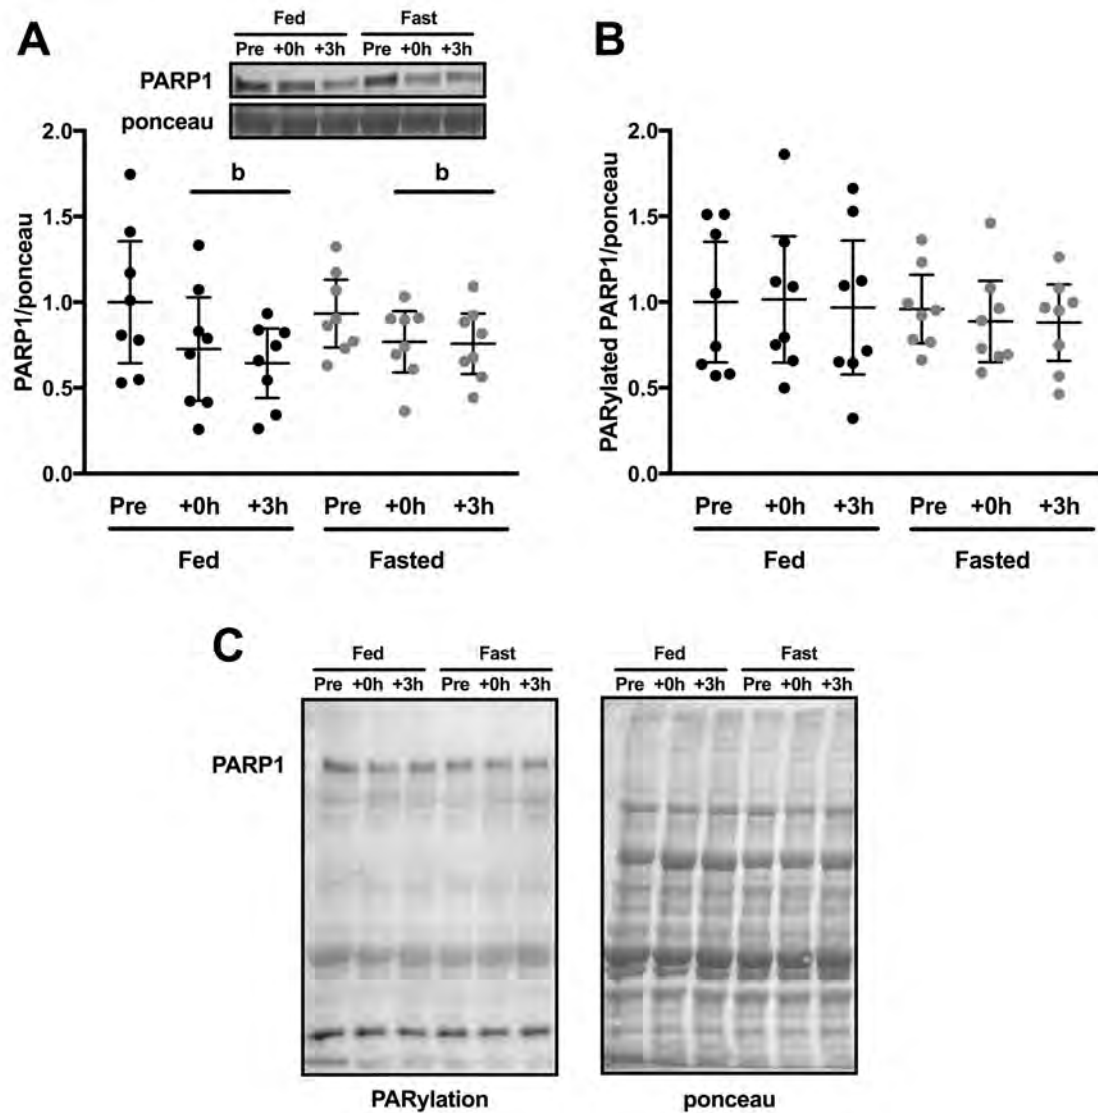 A
Fed Fast
Pre +0h +3h Pre +0h +3h
PARP1
ponceau
PARP1/ponceau
2.0
1.5
1.0
0.5
0.0
b b
Pre +0h +3h Pre +0h +3h
Fed Fasted
B
PARylated PARP1/ponceau
2.0
1.5
1.0
0.5
0.0
Pre +0h +3h Pre +0h +3h
Fed Fasted
C
Fed Fast
Pre +0h +3h Pre +0h +3h
PARP1
PARylation
Fed Fast
Pre +0h +3h Pre +0h +3h
ponceau